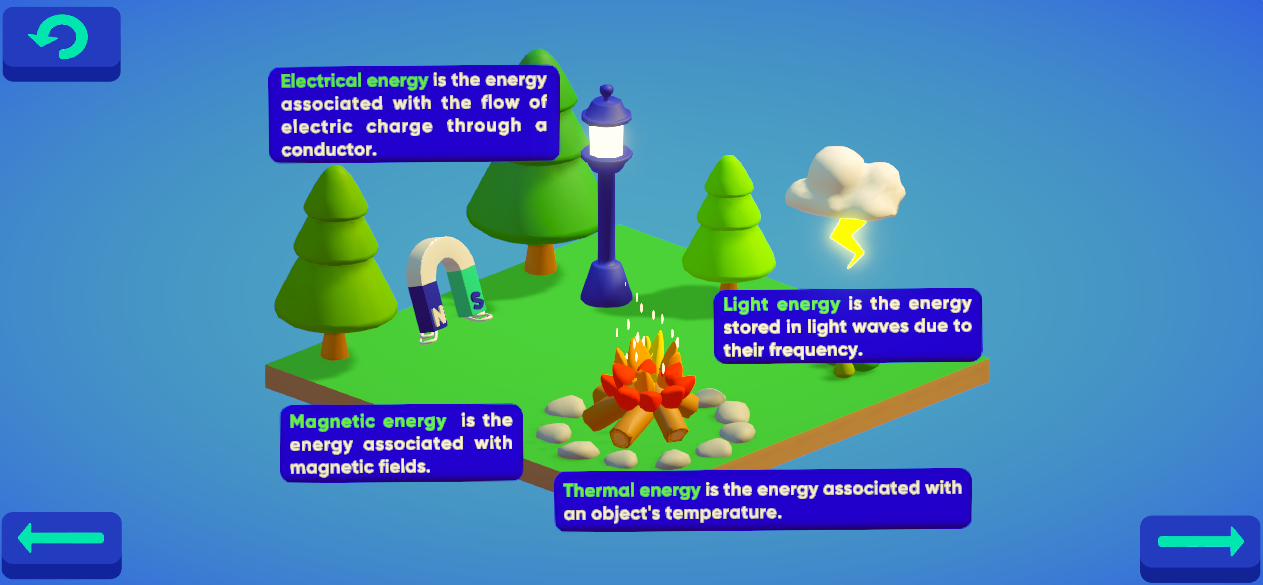 Electrical energy is the energy
associated with the flow of
electric charge through a
conductor.
N
S
Light energy is the energy
stored in light waves due to
their frequency.
Magnetic energy is the
energy associated with
magnetic fields.
Thermal energy is the energy associated with
an object's temperature.